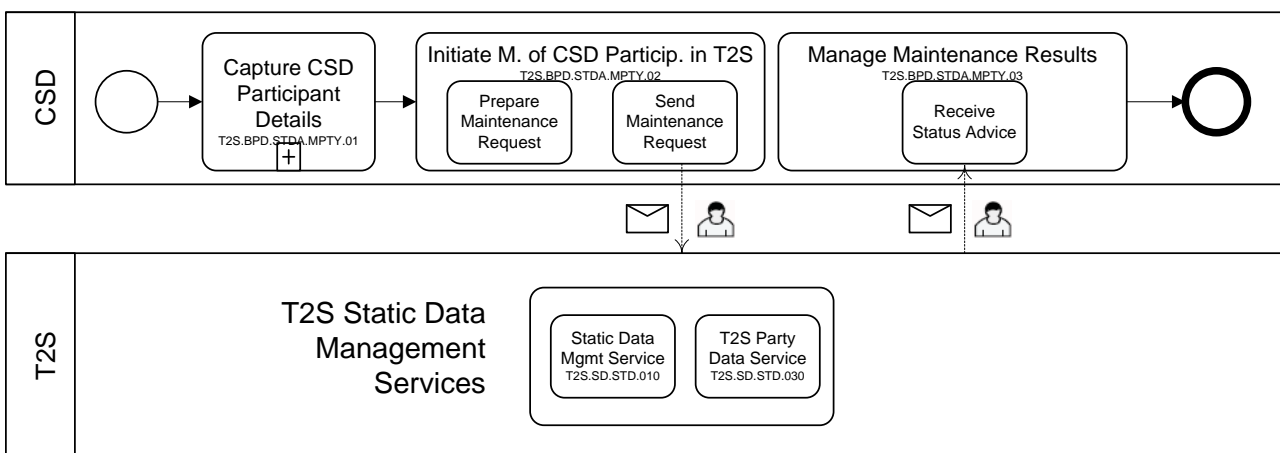 CSD
Capture CSD
Participant
Details
T2S.BPD.STDA.MPTY.01
Initiate M. of CSD Particip. in T2S
T2S.BPD.STDA.MPTY.02
Prepare
Maintenance
Request
Send
Maintenance
Request
Manage Maintenance Results
T2S.BPD.STDA.MPTY.03
Receive
Status Advice
T2S
T2S Static Data
Management
Services
Static Data
Mgmt Service
T2S.SD.STD.010
T2S Party
Data Service
T2S.SD.STD.030